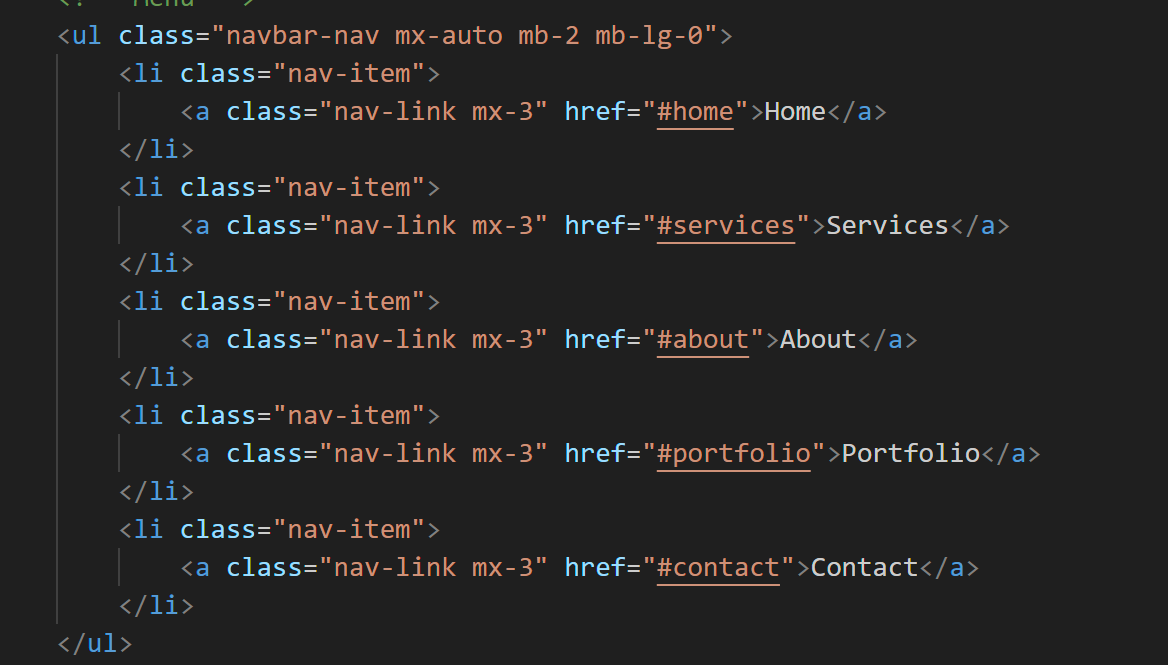 Menu
<ul class="navbar-nav mx-auto mb-2 mb-lg-0">
<li class="nav-item">
<a class="nav-link mx-3" href="#home">Home</a>
</li>
<li class="nav-item">
<a class="nav-link mx-3" href="#services">Services</a>
</li>
<li class="nav-item">
<a class="nav-link mx-3" href="#about">About</a>
</li>
<li class="nav-item">
<a class="nav-link mx-3" href="#portfolio">Portfolio</a>
</li>
<li class="nav-item">
<a class="nav-link mx-3" href="#contact">Contact</a>
</li>
</ul>